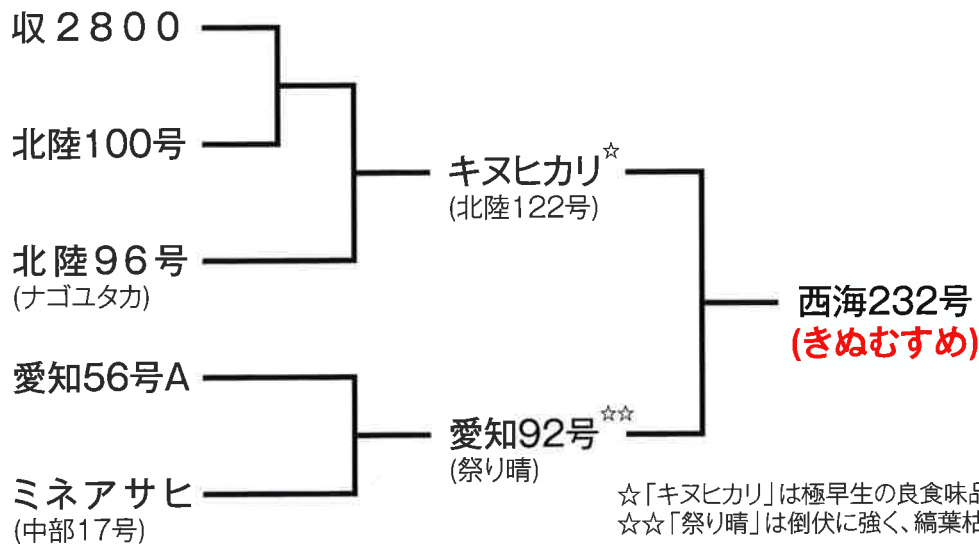 収2800
北陸100号
北陸96号
(ナゴユタカ)
キヌヒカリ☆
(北陸122号)
愛知56号A
ミネアサヒ
(中部17号)
愛知92号☆☆
(祭り晴)
西海232号
(きぬむすめ)
☆「キヌヒカリ」は極早生の良食味品
☆☆「祭り晴」は倒伏に強く、縞葉枯